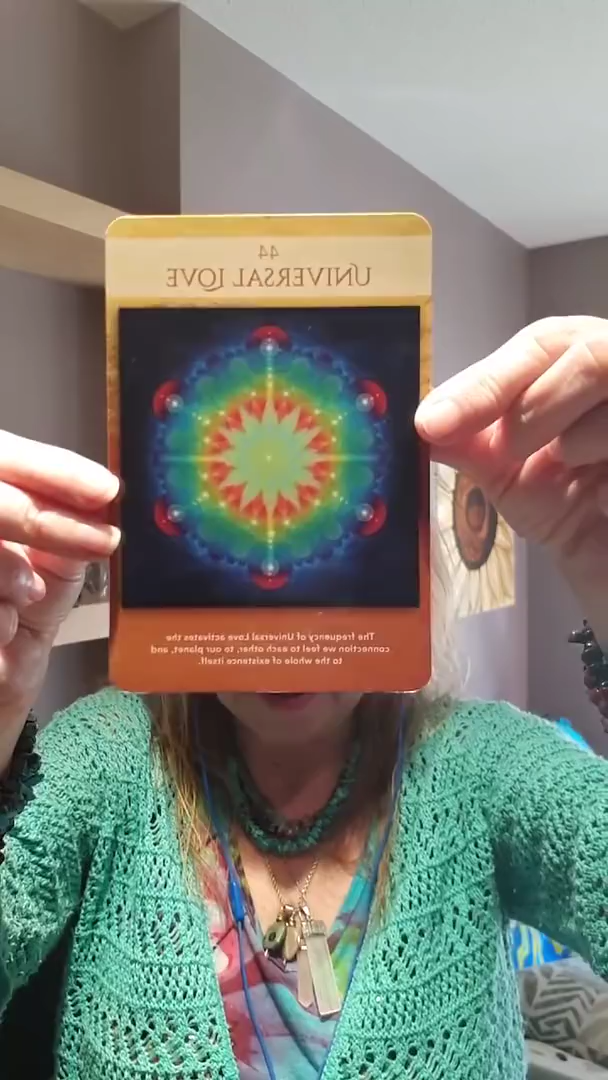 44
UNIVERSAL LOVE
The frequency of Universal Love activates the
connection we feel to each other, to our planet, and
to the whole of existence itself.